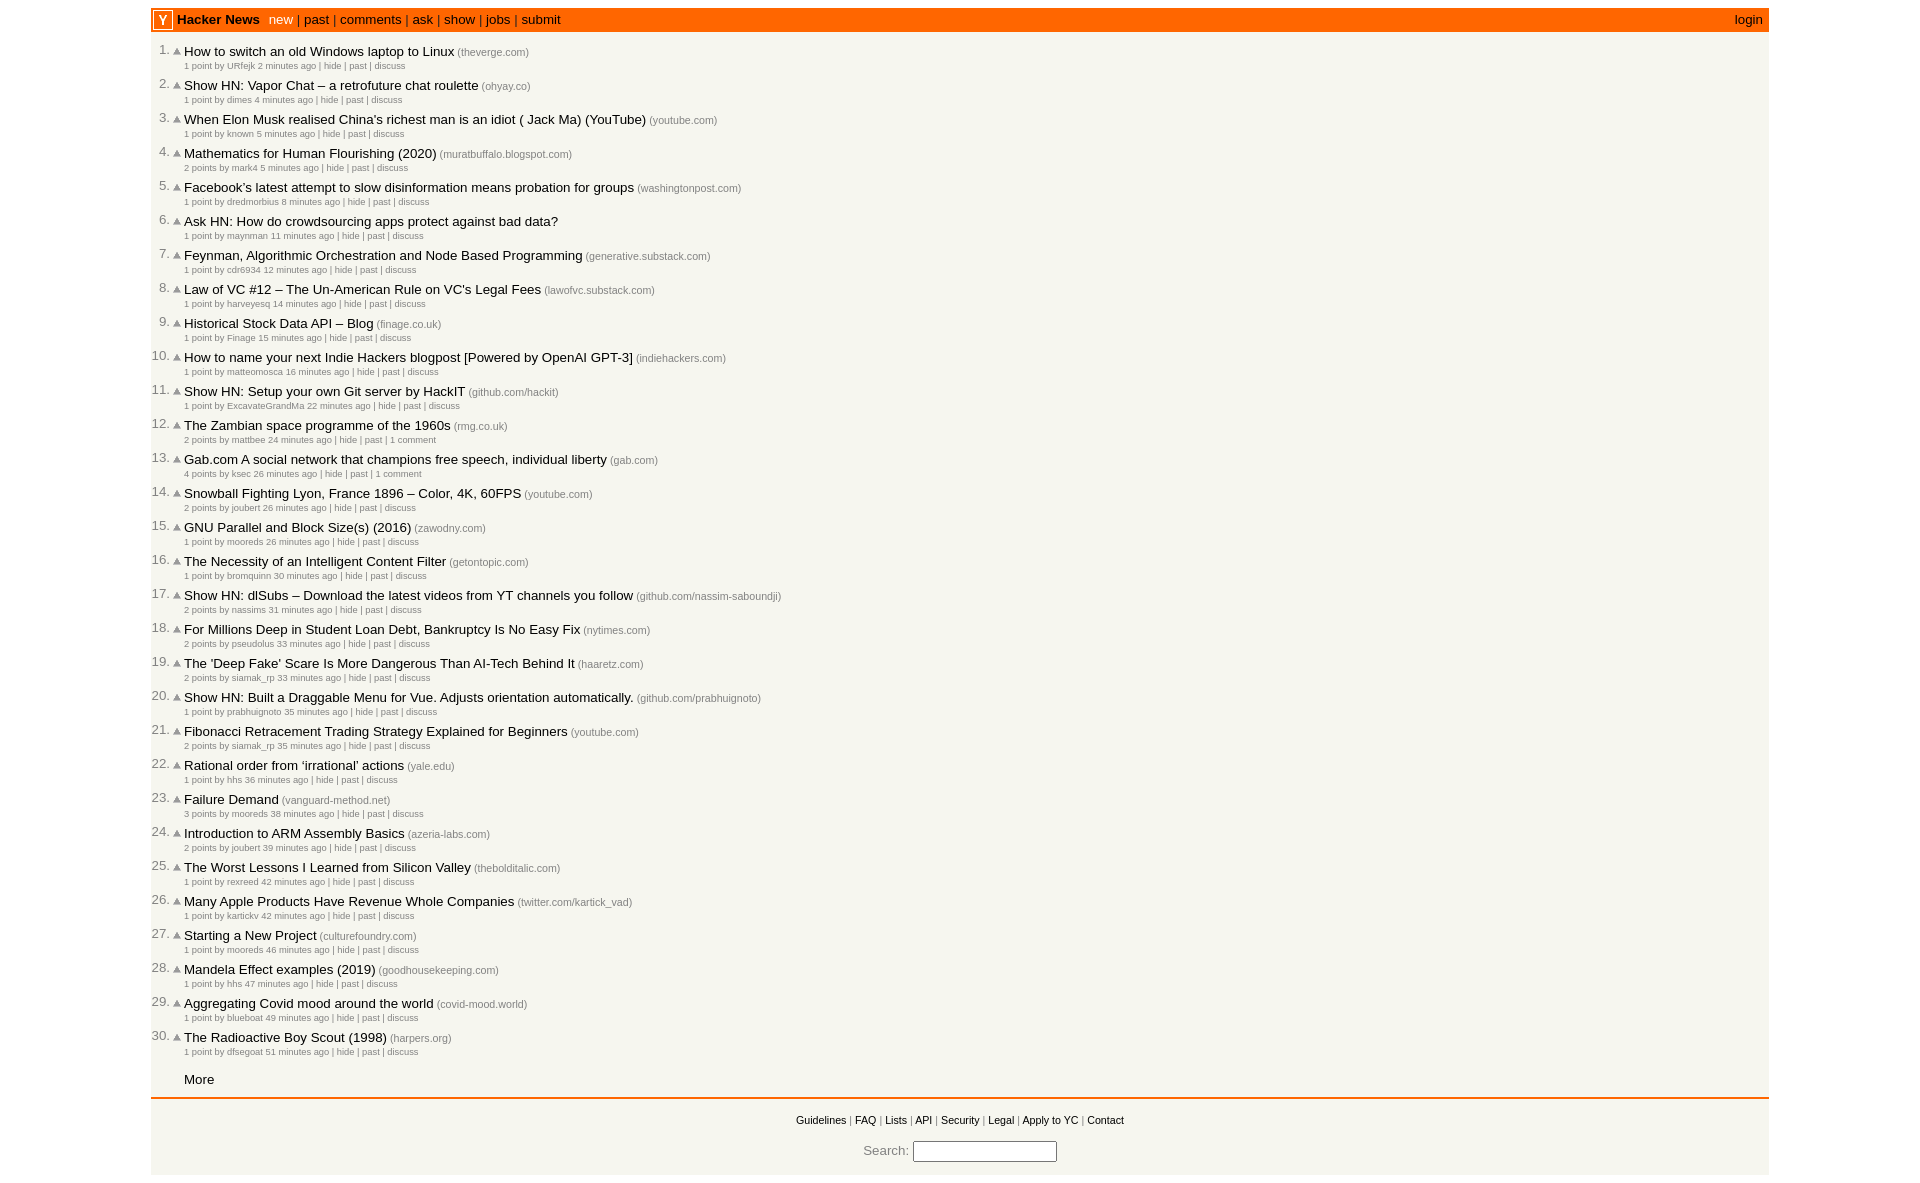 Y Hacker News new | past | comments | ask | show | jobs | submit login
1. How to switch an old Windows laptop to Linux (theverge.com)
1 point by URfejk 2 minutes ago | hide | past | discuss
2. Show HN: Vapor Chat – a retrofuture chat roulette (ohyay.co)
1 point by dimes 4 minutes ago | hide | past | discuss
3. When Elon Musk realised China's richest man is an idiot ( Jack Ma) (YouTube) (youtube.com)
1 point by known 5 minutes ago | hide | past | discuss
4. Mathematics for Human Flourishing (2020) (muratbuffalo.blogspot.com)
2 points by mark4 5 minutes ago | hide | past | discuss
5. Facebook’s latest attempt to slow disinformation means probation for groups (washingtonpost.com)
1 point by dredmorbius 8 minutes ago | hide | past | discuss
6. Ask HN: How do crowdsourcing apps protect against bad data?
1 point by maynman 11 minutes ago | hide | past | discuss
7. Feynman, Algorithmic Orchestration and Node Based Programming (generative.substack.com)
1 point by cdr6934 12 minutes ago | hide | past | discuss
8. Law of VC #12 – The Un-American Rule on VC's Legal Fees (lawofvc.substack.com)
1 point by harveyesq 14 minutes ago | hide | past | discuss
9. Historical Stock Data API – Blog (finage.co.uk)
1 point by Finage 15 minutes ago | hide | past | discuss
10. How to name your next Indie Hackers blogpost [Powered by OpenAI GPT-3] (indiehackers.com)
1 point by matteomosca 16 minutes ago | hide | past | discuss
11. Show HN: Setup your own Git server by HackIT (github.com/hackit)
1 point by ExcavateGrandMa 22 minutes ago | hide | past | discuss
12. The Zambian space programme of the 1960s (rmg.co.uk)
2 points by mattbee 24 minutes ago | hide | past | 1 comment
13. Gab.com A social network that champions free speech, individual liberty (gab.com)
4 points by ksec 26 minutes ago | hide | past | 1 comment
14. Snowball Fighting Lyon, France 1896 – Color, 4K, 60FPS (youtube.com)
2 points by joubert 26 minutes ago | hide | past | discuss
15. GNU Parallel and Block Size(s) (2016) (zawodny.com)
1 point by mooreds 26 minutes ago | hide | past | discuss
16. The Necessity of an Intelligent Content Filter (getontopic.com)
1 point by bromquinn 30 minutes ago | hide | past | discuss
17. Show HN: dlSubs – Download the latest videos from YT channels you follow (github.com/nassim-saboundji)
2 points by nassims 31 minutes ago | hide | past | discuss
18. For Millions Deep in Student Loan Debt, Bankruptcy Is No Easy Fix (nytimes.com)
2 points by pseudolus 33 minutes ago | hide | past | discuss
19. The 'Deep Fake' Scare Is More Dangerous Than AI-Tech Behind It (haaretz.com)
2 points by siamak_rp 33 minutes ago | hide | past | discuss
20. Show HN: Built a Draggable Menu for Vue. Adjusts orientation automatically. (github.com/prabhuignoto)
1 point by prabhuignoto 35 minutes ago | hide | past | discuss
21. Fibonacci Retracement Trading Strategy Explained for Beginners (youtube.com)
2 points by siamak_rp 35 minutes ago | hide | past | discuss
22. Rational order from ‘irrational’ actions (yale.edu)
1 point by hhs 36 minutes ago | hide | past | discuss
23. Failure Demand (vanguard-method.net)
3 points by mooreds 38 minutes ago | hide | past | discuss
24. Introduction to ARM Assembly Basics (azeria-labs.com)
2 points by joubert 39 minutes ago | hide | past | discuss
25. The Worst Lessons I Learned from Silicon Valley (thebolditalic.com)
1 point by rexreed 42 minutes ago | hide | past | discuss
26. Many Apple Products Have Revenue Whole Companies (twitter.com/kartick_vad)
1 point by kartickv 42 minutes ago | hide | past | discuss
27. Starting a New Project (culturefoundry.com)
1 point by mooreds 46 minutes ago | hide | past | discuss
28. Mandela Effect examples (2019) (goodhousekeeping.com)
1 point by hhs 47 minutes ago | hide | past | discuss
29. Aggregating Covid mood around the world (covid-mood.world)
1 point by blueboat 49 minutes ago | hide | past | discuss
30. The Radioactive Boy Scout (1998) (harpers.org)
1 point by dfsegoat 51 minutes ago | hide | past | discuss
More
Guidelines | FAQ | Lists | API | Security | Legal | Apply to YC | Contact
Search: